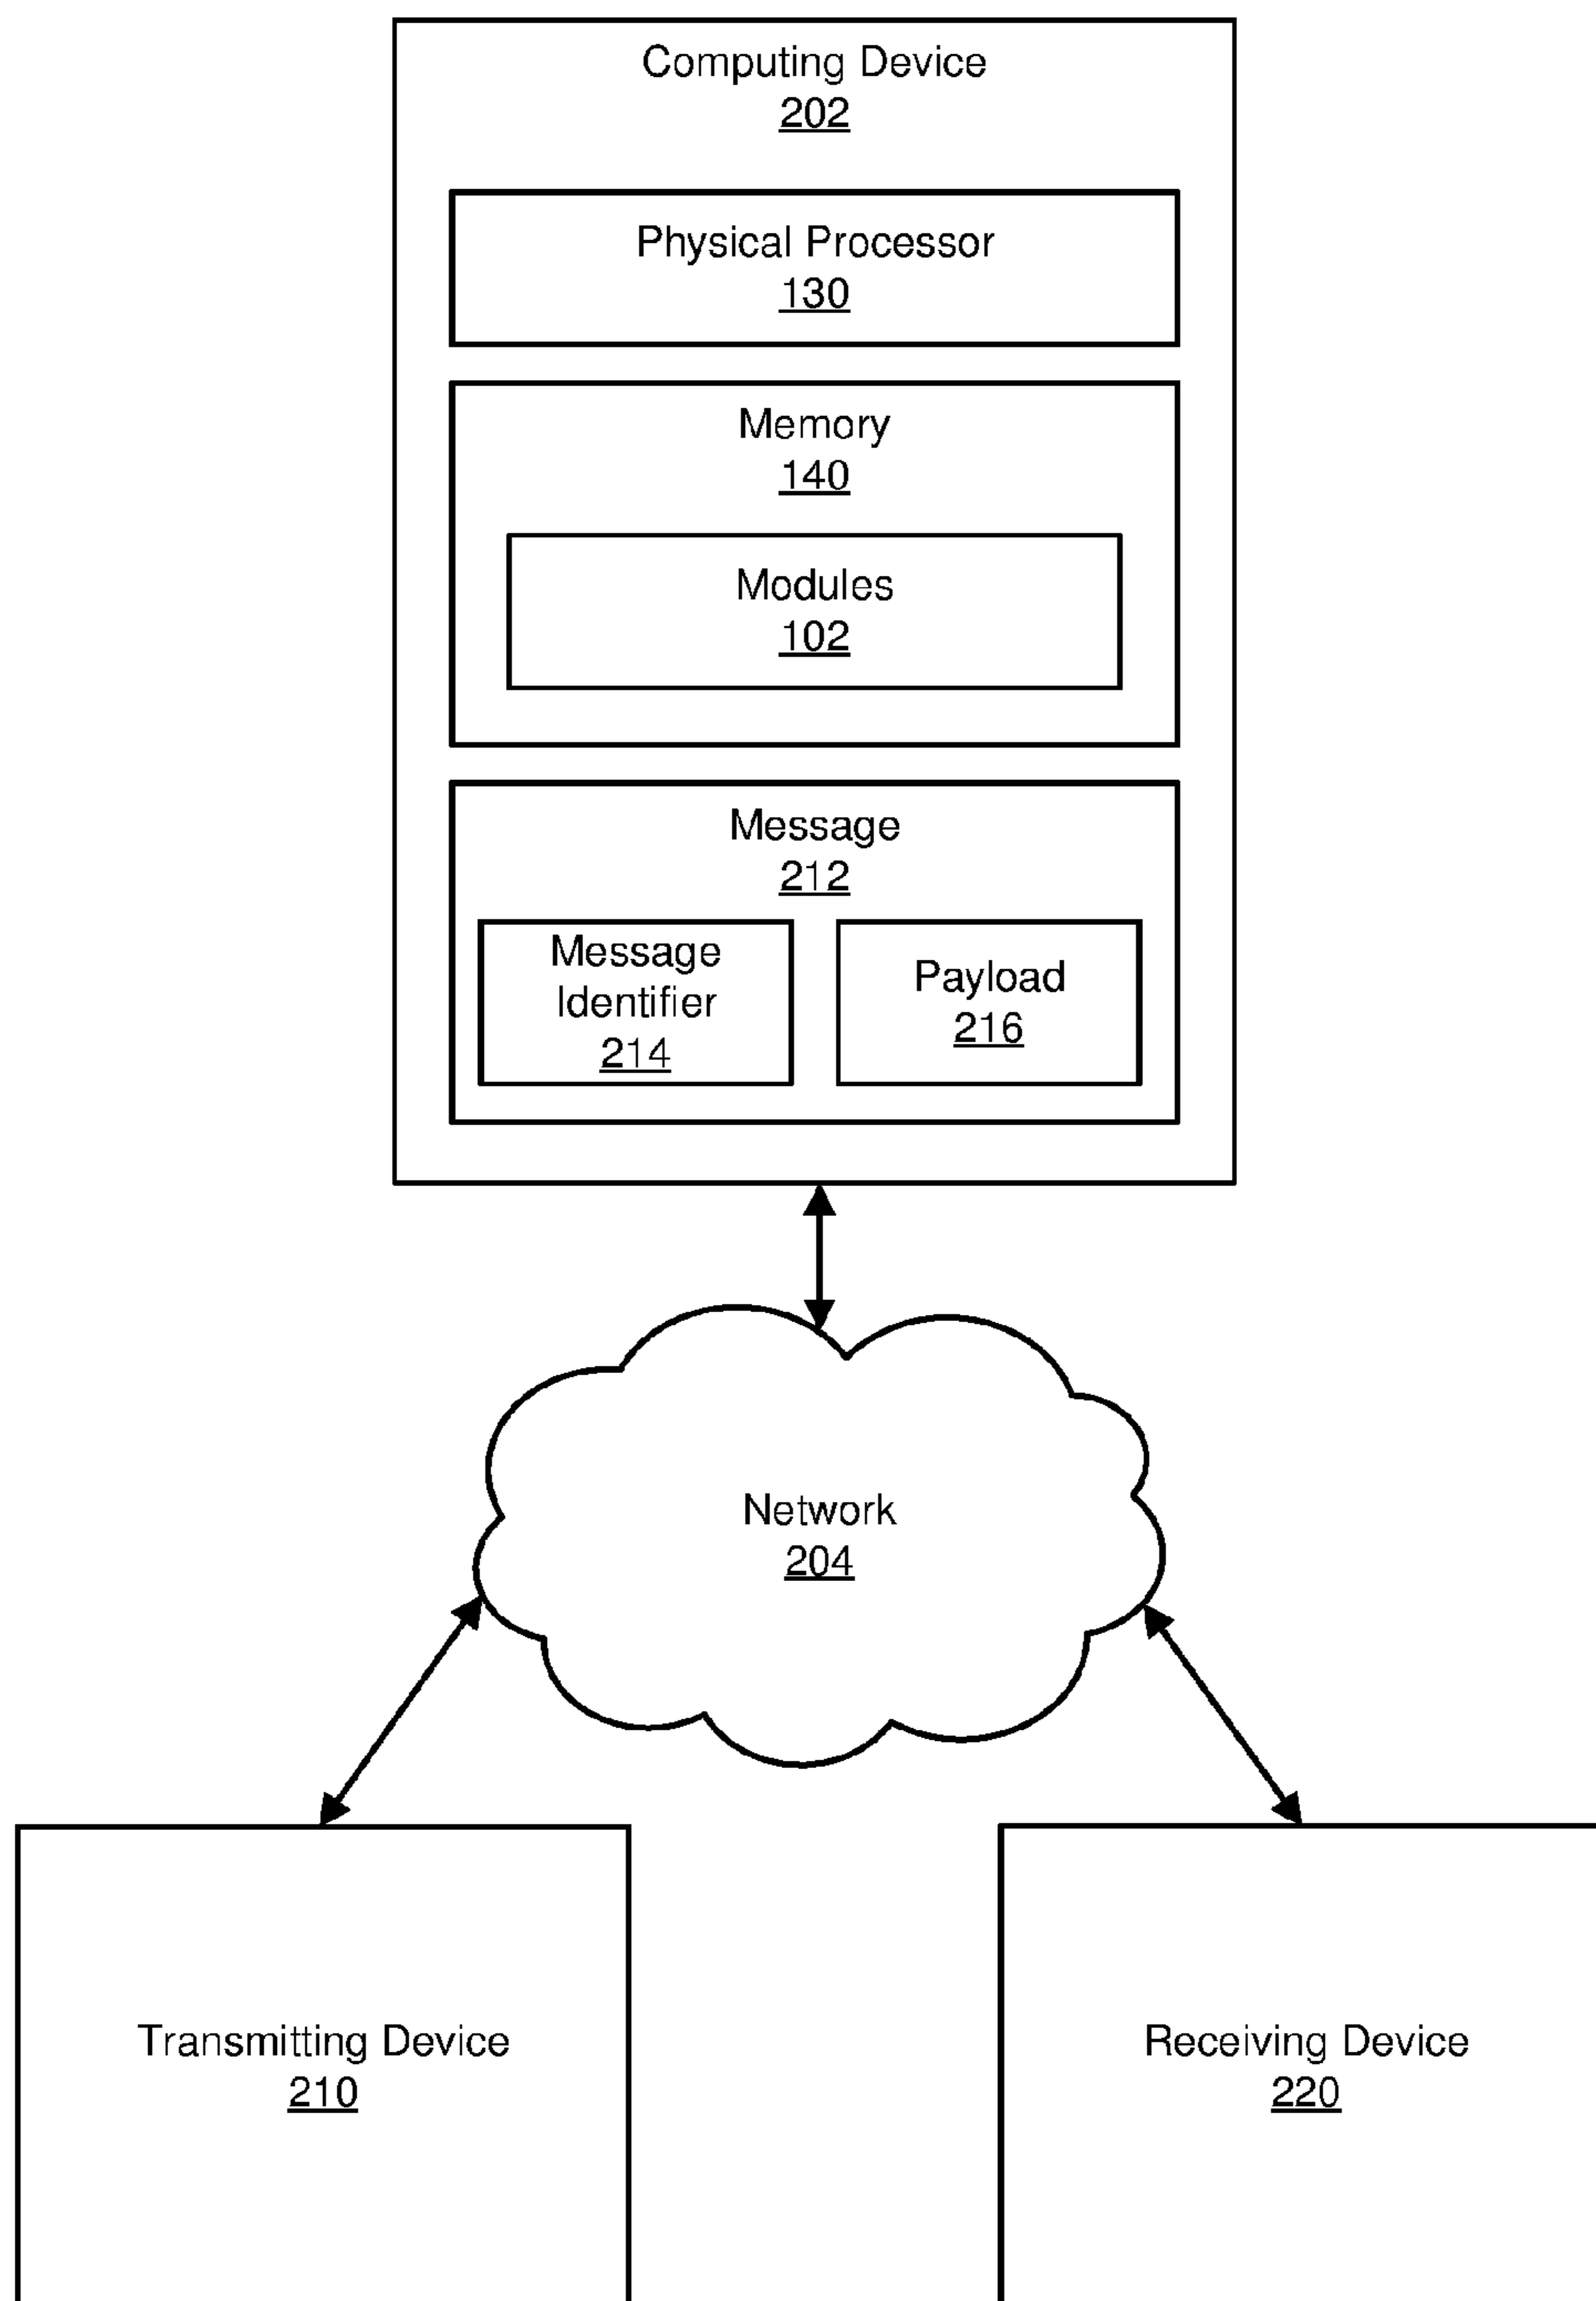 Computing Device
202
Physical Processor
130
Memory
140
Modules
102
Message
212
Message
Identifier
214
Payload
216
Network
204
Transmitting Device
210
Receiving Device
220